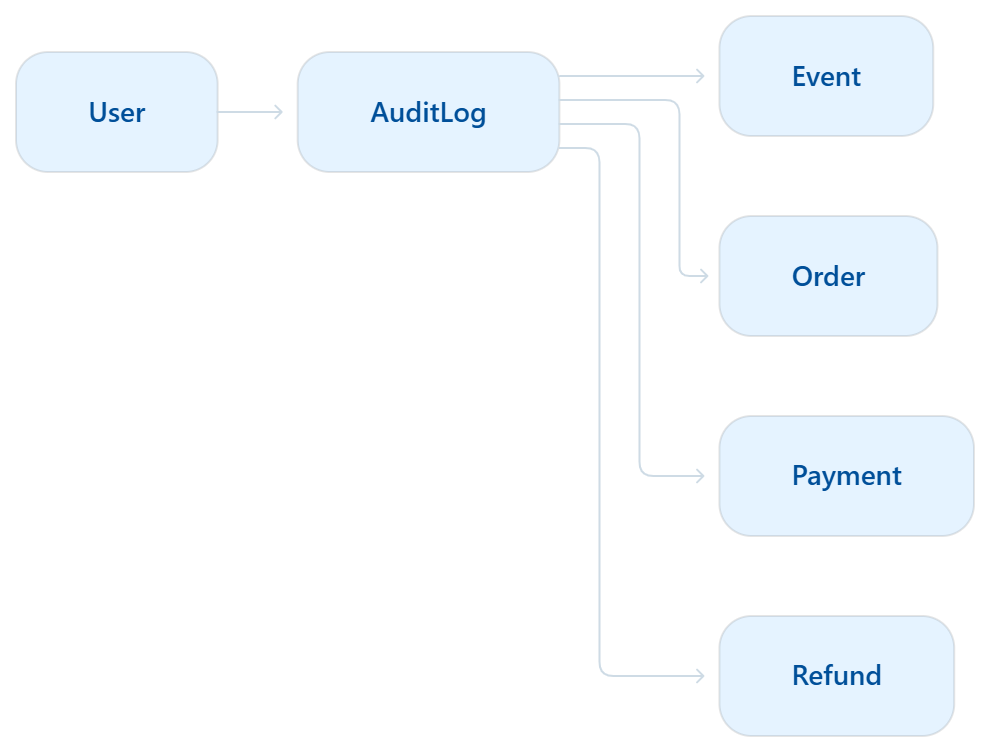 User
AuditLog
Event
Order
Payment
Refund